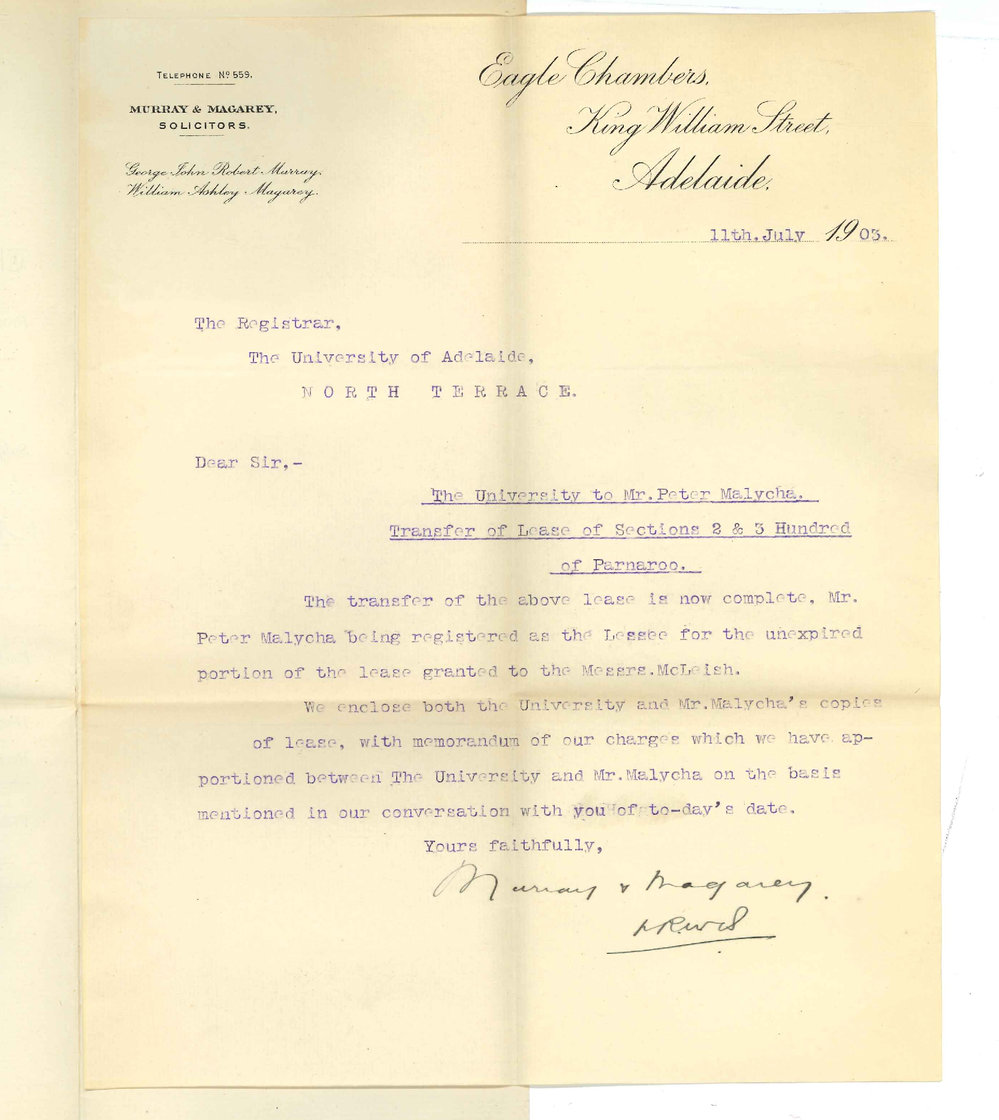 TELEPHONE No 559.
MURRAY & MAGAREY,
SOLICITORS.
George John Robert Murray.
William Ashley Magarey.
Eagle Chambers,
King William Street,
Adelaide,
11th.July 1903.
The Registrar,
The University of Adelaide,
NORTH TERRACE.
Dear Sir,-
The University to Mr.Peter Malycha.
Transfer of Lease of Sections 2 & 3 Hundred
of Parnaroo.
The transfer of the above lease is now complete, Mr.
Peter Malycha being registered as the Lessee for the unexpired
portion of the lease granted to the Messrs.McLeish.
We enclose both the University and Mr.Malycha's copies
of lease, with memorandum of our charges which we have ap-
portioned between The University and Mr.Malycha on the basis
mentioned in our conversation with you of to-day's date.
Yours faithfully,
Murray & Magarey.